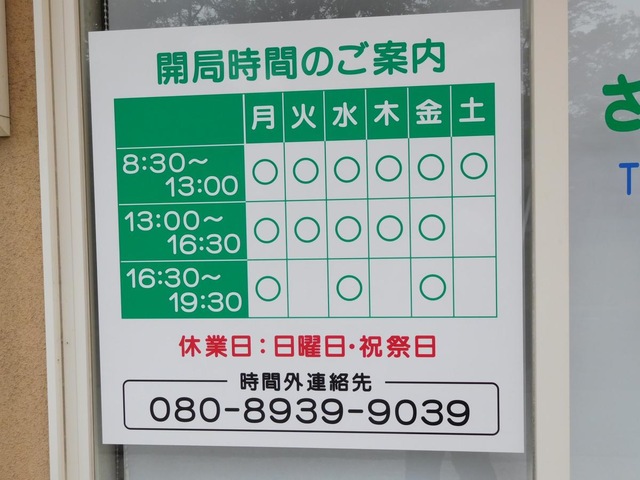 開局時間のご案内
月 火 水 木 金 土
8:30～13:00 ○ ○ ○ ○ ○ ○
13:00～16:30 ○ ○ ○ ○ ○
16:30～19:30 ○ ○ ○
休業日：日曜日・祝祭日
時間外連絡先
080-8939-9039
さ
T